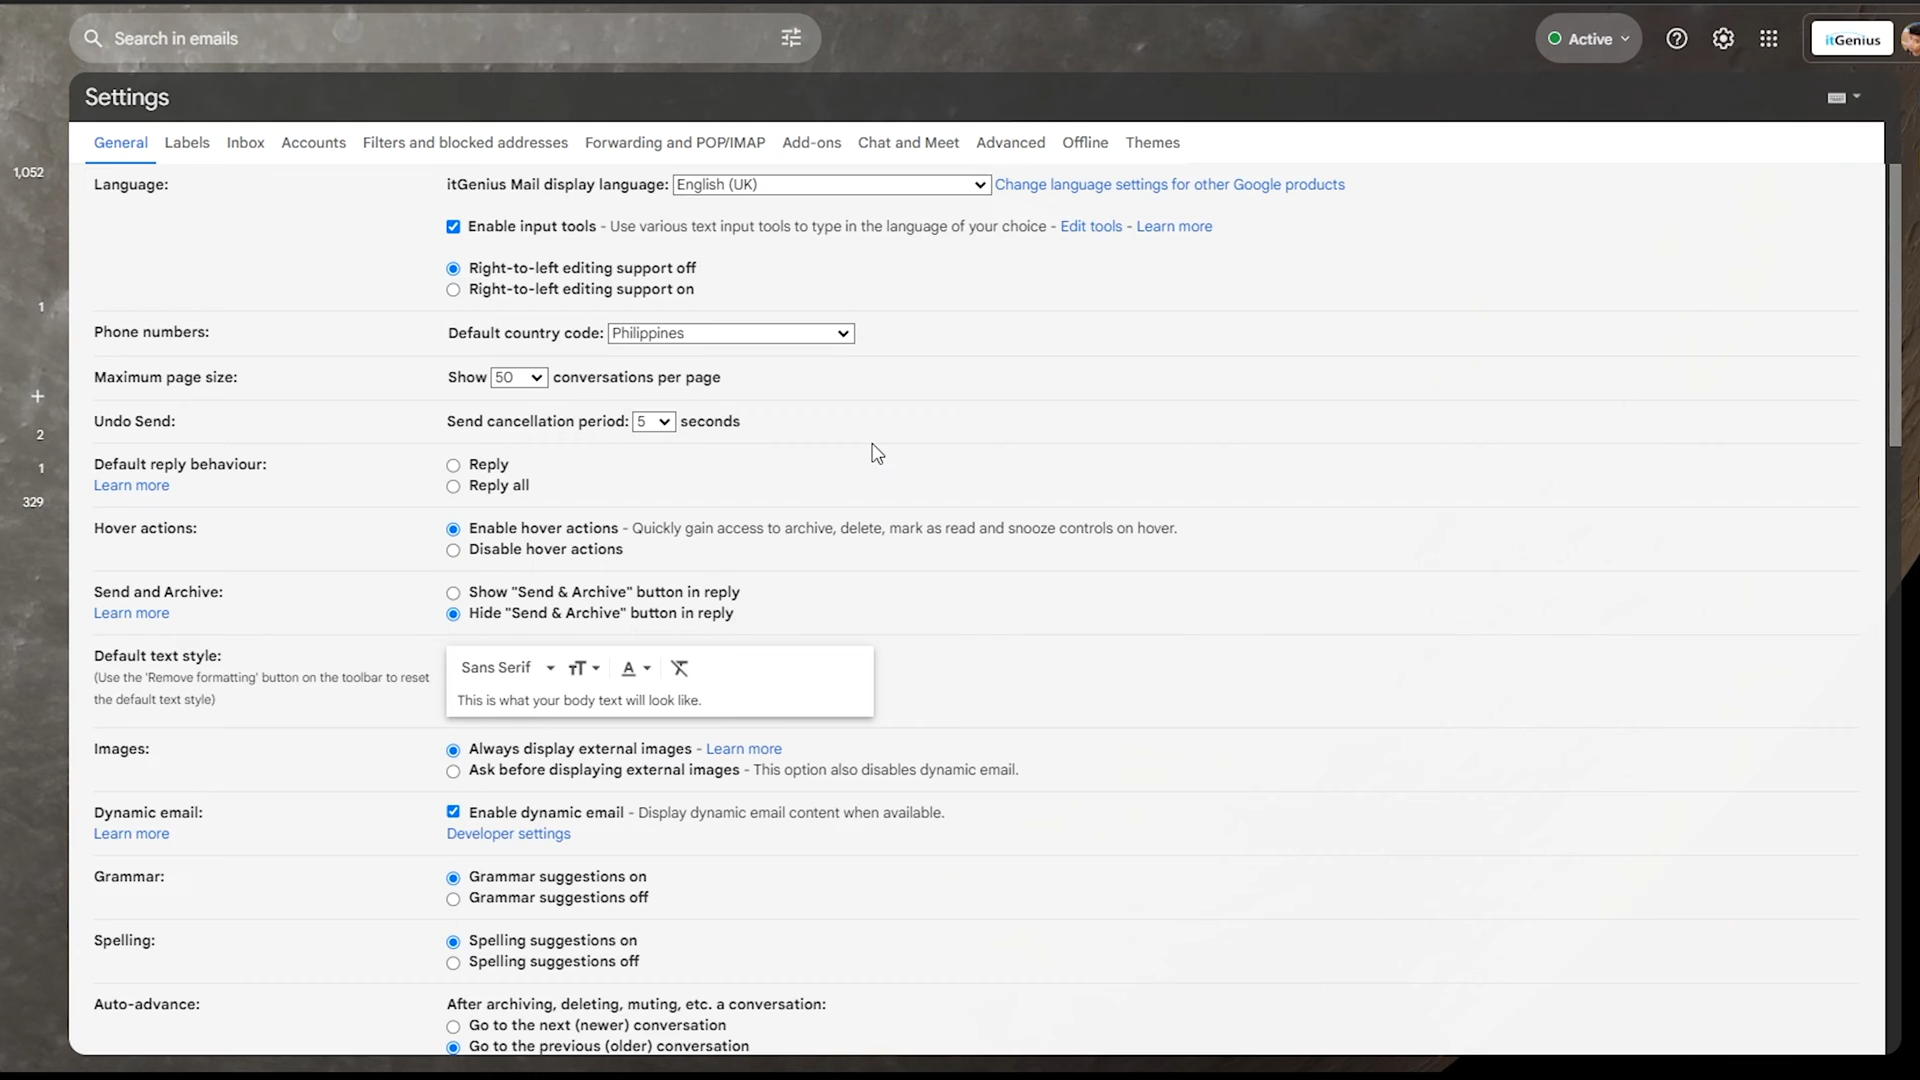 Search in emails
Active
itGenius
Settings
General Labels Inbox Accounts Filters and blocked addresses Forwarding and POP/IMAP Add-ons Chat and Meet Advanced Offline Themes
1,052
Language: itGenius Mail display language: English (UK) Change language settings for other Google products
Enable input tools - Use various text input tools to type in the language of your choice - Edit tools - Learn more
Right-to-left editing support off
Right-to-left editing support on
1
Phone numbers: Default country code: Philippines
Maximum page size: Show 50 conversations per page
Undo Send: Send cancellation period: 5 seconds
2
Default reply behaviour: Reply
1
Learn more Reply all
329
Hover actions: Enable hover actions - Quickly gain access to archive, delete, mark as read and snooze controls on hover.
Disable hover actions
Send and Archive: Show "Send & Archive" button in reply
Learn more Hide "Send & Archive" button in reply
Default text style:
(Use the 'Remove formatting' button on the toolbar to reset
the default text style)
Sans Serif
This is what your body text will look like.
Images: Always display external images - Learn more
Ask before displaying external images - This option also disables dynamic email.
Dynamic email: Enable dynamic email - Display dynamic email content when available.
Learn more Developer settings
Grammar: Grammar suggestions on
Grammar suggestions off
Spelling: Spelling suggestions on
Spelling suggestions off
Auto-advance: After archiving, deleting, muting, etc. a conversation:
Go to the next (newer) conversation
Go to the previous (older) conversation